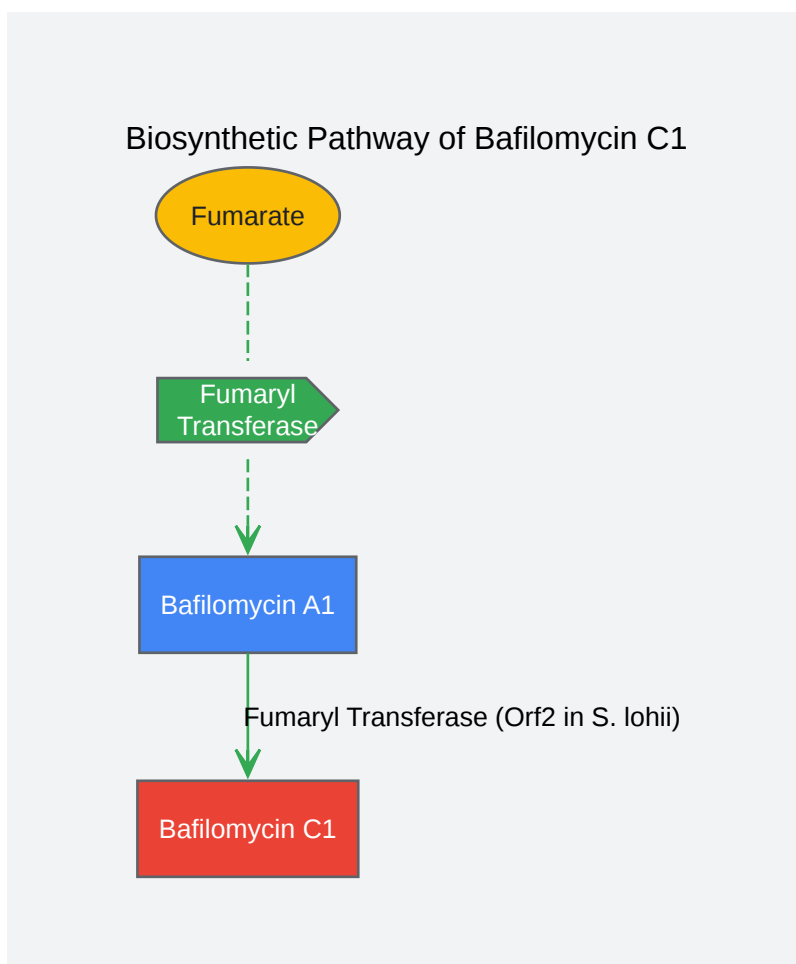 Biosynthetic Pathway of Bafilomycin C1
Fumarate
Fumaryl
Transferase
Bafilomycin A1
Fumaryl Transferase (Orf2 in S. lohii)
Bafilomycin C1